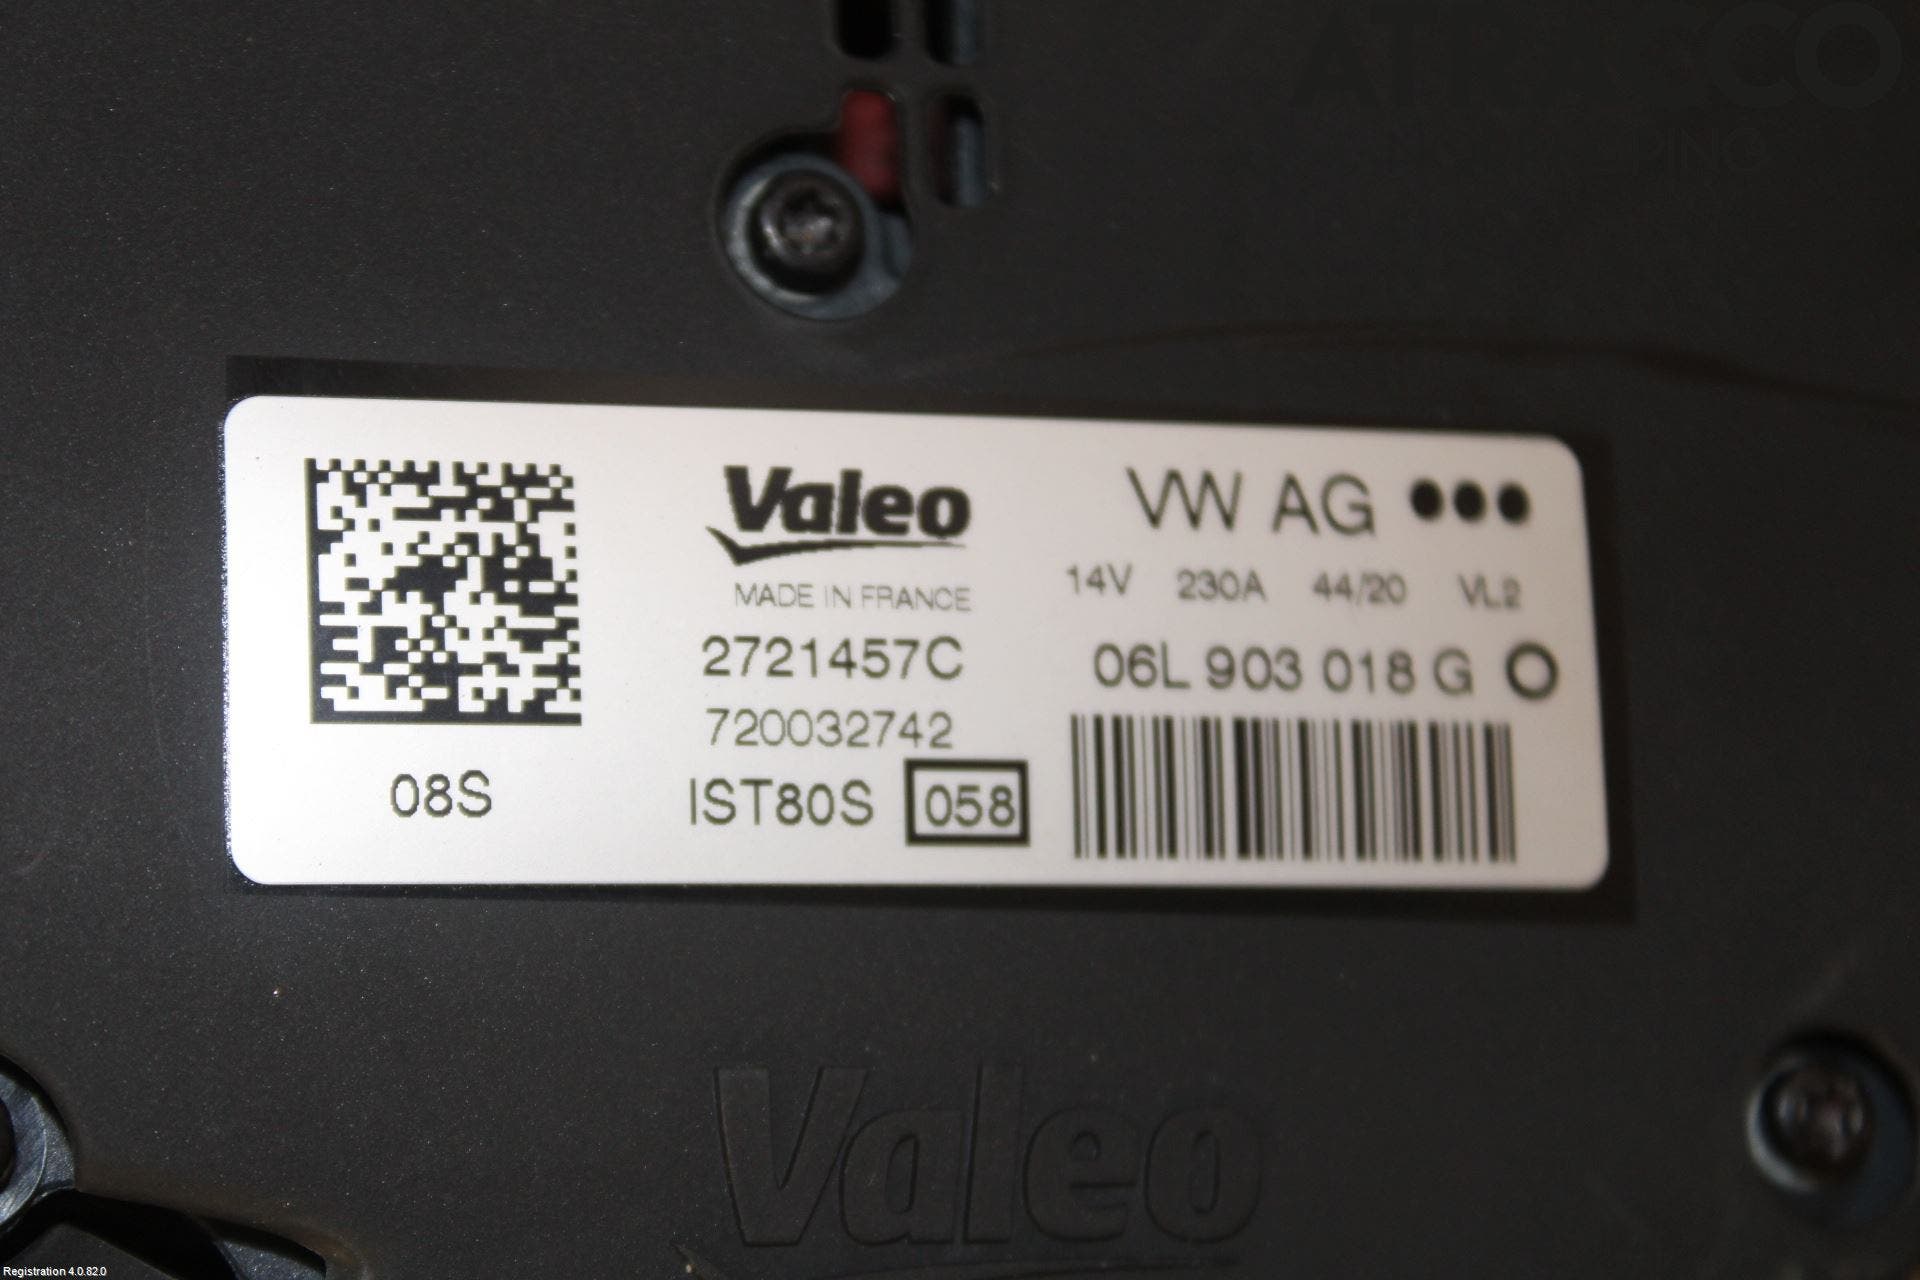 Valeo
MADE IN FRANCE
2721457C
720032742
IST80S 058
08S
VW AG
14V 230A 44/20 VL2
06L 903 018 G
Valeo
Registration 4.0.82.0